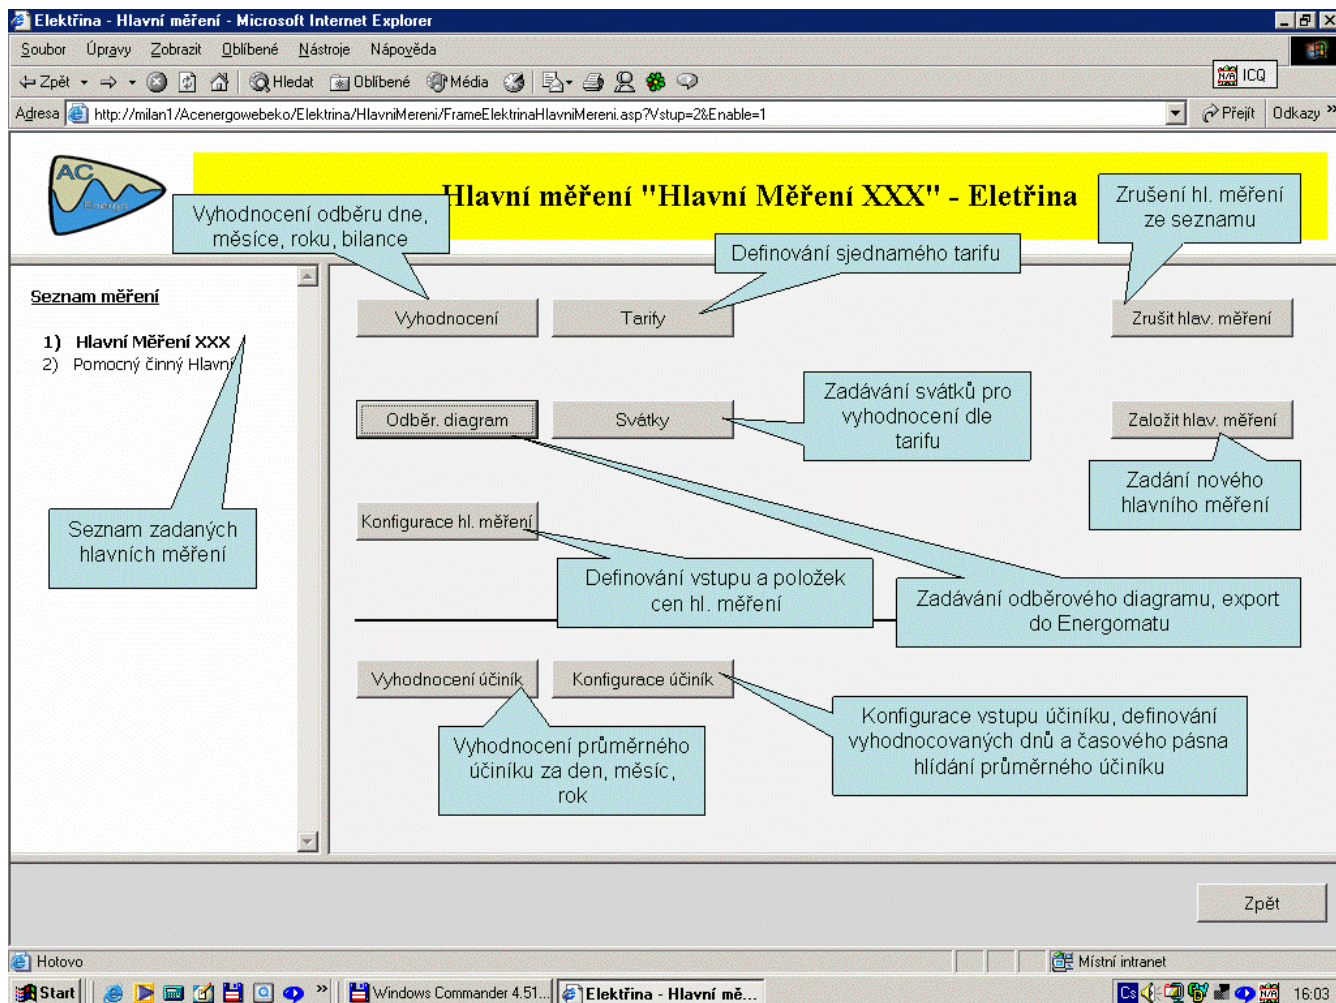 Elektřina - Hlavní měření - Microsoft Internet Explorer
Soubor Úpravy Zobrazit Oblíbené Nástroje Nápověda
Zpět Hledat Oblíbené Média
N/A ICQ
Adresa http://milan1/Acenergowebeko/Elektrina/HlavniMereni/FrameElektrinaHlavniMereni.asp?Vstup=2&Enable=1 Přejít Odkazy »
AC
Energo
Hlavní měření "Hlavní Měření XXX" - Eletřina
Vyhodnocení odběru dne,
měsíce, roku, bilance
Definování sjednamého tarifu
Zrušení hl. měření
ze seznamu
Seznam měření
1) Hlavní Měření XXX
2) Pomocný činný Hlavní
Seznam zadaných
hlavních měření
Vyhodnocení Tarify Zrušit hlav. měření
Odběr. diagram Svátky Založit hlav. měření
Zadávání svátků pro
vyhodnocení dle
tarifu
Zadání nového
hlavního měření
Konfigurace hl. měření
Definování vstupu a položek
cen hl. měření
Zadávání odběrového diagramu, export
do Energomatu
Vyhodnocení účiník Konfigurace účiník
Vyhodnocení průměrného
účiníku za den, měsíc,
rok
Konfigurace vstupu účiníku, definování
vyhodnocovaných dnů a časového pásna
hlídání průměrného účiníku
Zpět
Hotovo Místní intranet
Start » Windows Commander 4.51... Elektřina - Hlavní mě... Cs N/A 16:03